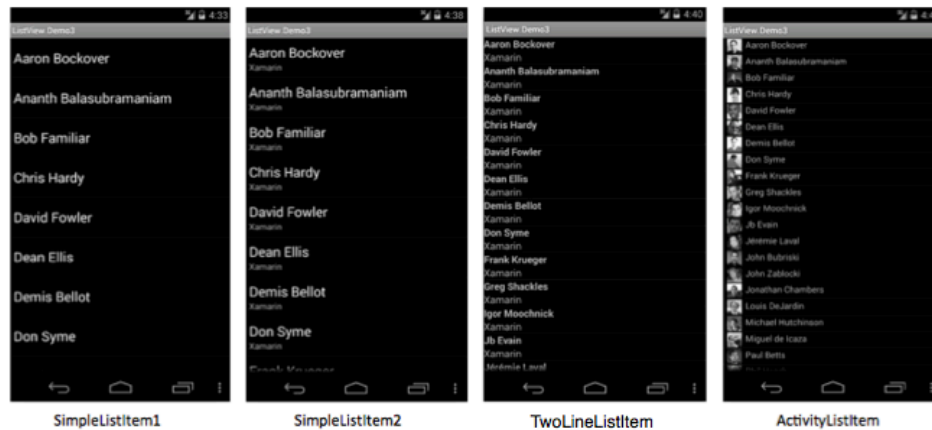 4:33
ListView Demo3
Aaron Bockover
Ananth Balasubramaniam
Bob Familiar
Chris Hardy
David Fowler
Dean Ellis
Demis Bellot
Don Syme
SimpleListItem1
4:38
ListView Demo3
Aaron Bockover
Xamarin
Ananth Balasubramaniam
Xamarin
Bob Familiar
Xamarin
Chris Hardy
Xamarin
David Fowler
Xamarin
Dean Ellis
Xamarin
Demis Bellot
Xamarin
Don Syme
Xamarin
Frank Krueger
SimpleListItem2
4:40
ListView Demo3
Aaron Bockover
Xamarin
Ananth Balasubramaniam
Xamarin
Bob Familiar
Xamarin
Chris Hardy
Xamarin
David Fowler
Xamarin
Dean Ellis
Xamarin
Demis Bellot
Xamarin
Don Syme
Xamarin
Frank Krueger
Xamarin
Greg Shackles
Xamarin
Igor Moochnick
Xamarin
Jb Evain
Xamarin
Jérémie Laval
TwoLineListItem
ListView Demo3
Aaron Bockover
Ananth Balasubramaniam
Bob Familiar
Chris Hardy
David Fowler
Dean Ellis
Demis Bellot
Don Syme
Frank Krueger
Greg Shackles
Igor Moochnick
Jb Evain
Jérémie Laval
John Bubriski
John Zablocki
Jonathan Chambers
Louis DeJardin
Michael Hutchinson
Miguel de Icaza
Paul Betts
ActivityListItem